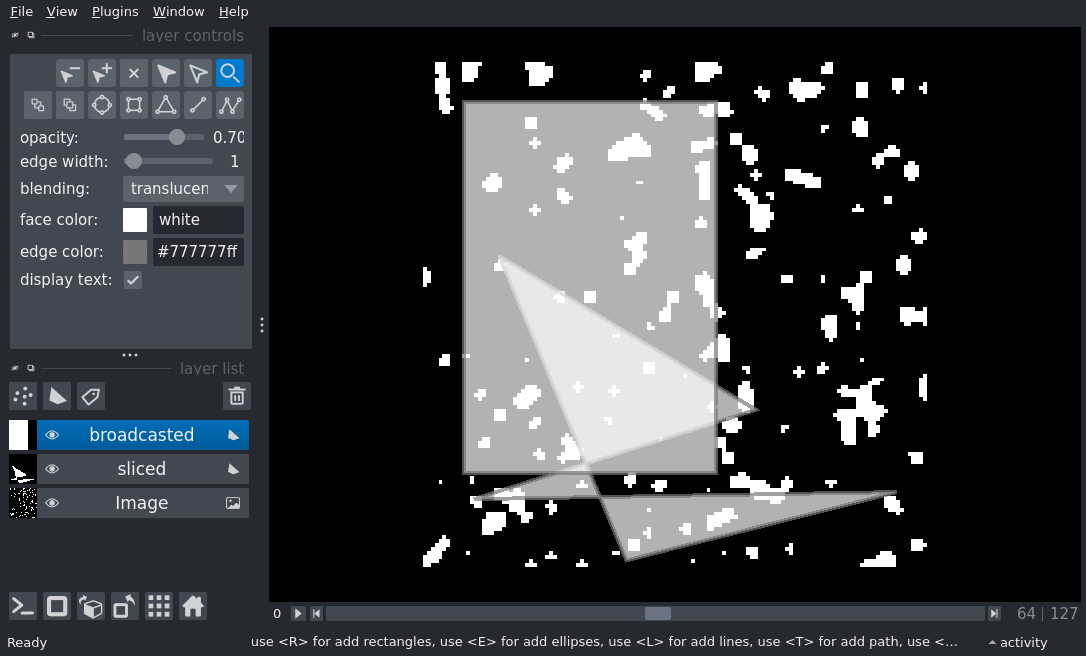 File View Plugins Window Help
layer controls
opacity: 0.70
edge width: 1
blending: translucen
face color: white
edge color: #777777ff
display text:
layer list
broadcasted
sliced
Image
0 64 127
Ready use <R> for add rectangles, use <E> for add ellipses, use <L> for add lines, use <T> for add path, use <… activity